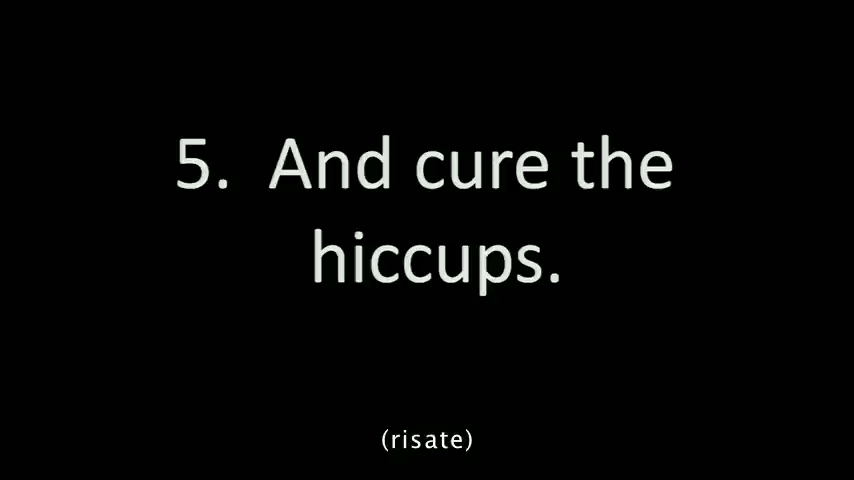 5. And cure the
hiccups.
(risate)